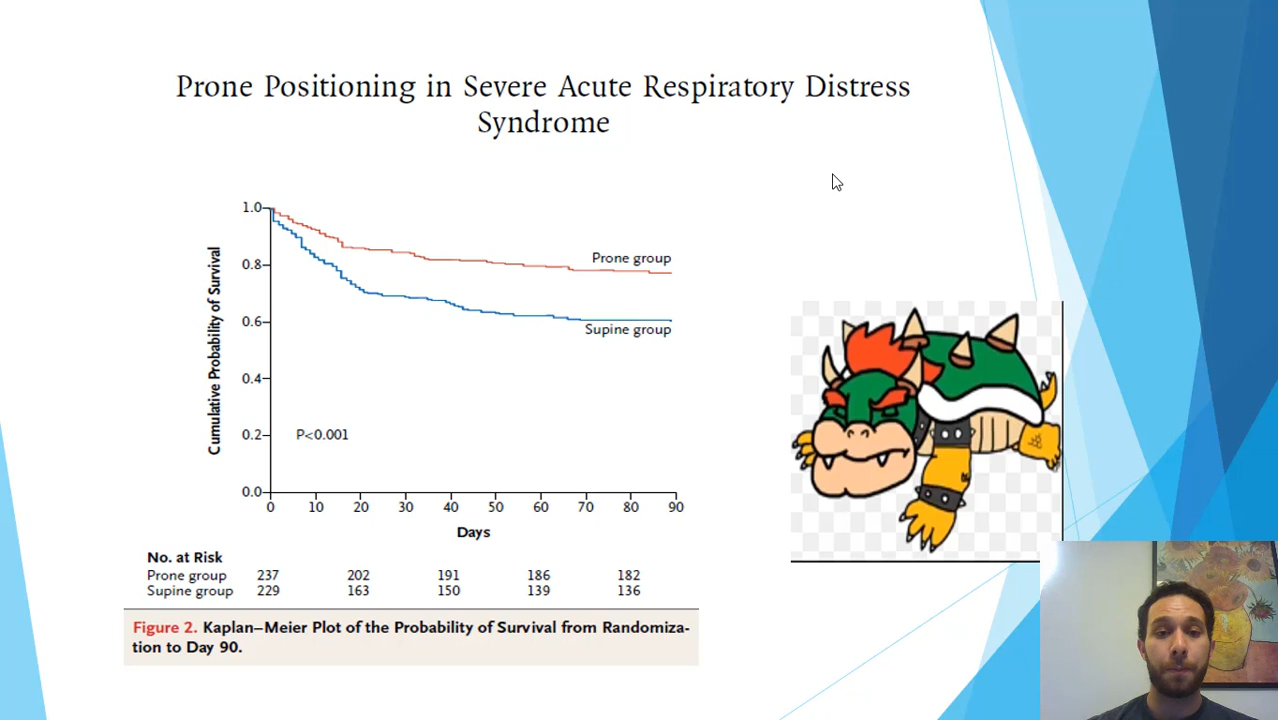 Prone Positioning in Severe Acute Respiratory Distress
Syndrome
Cumulative Probability of Survival
1.0
0.8
0.6
0.4
0.2
0.0
Prone group
Supine group
P<0.001
0 10 20 30 40 50 60 70 80 90
Days
No. at Risk
Prone group 237 202 191 186 182
Supine group 229 163 150 139 136
Figure 2. Kaplan–Meier Plot of the Probability of Survival from Randomiza-
tion to Day 90.